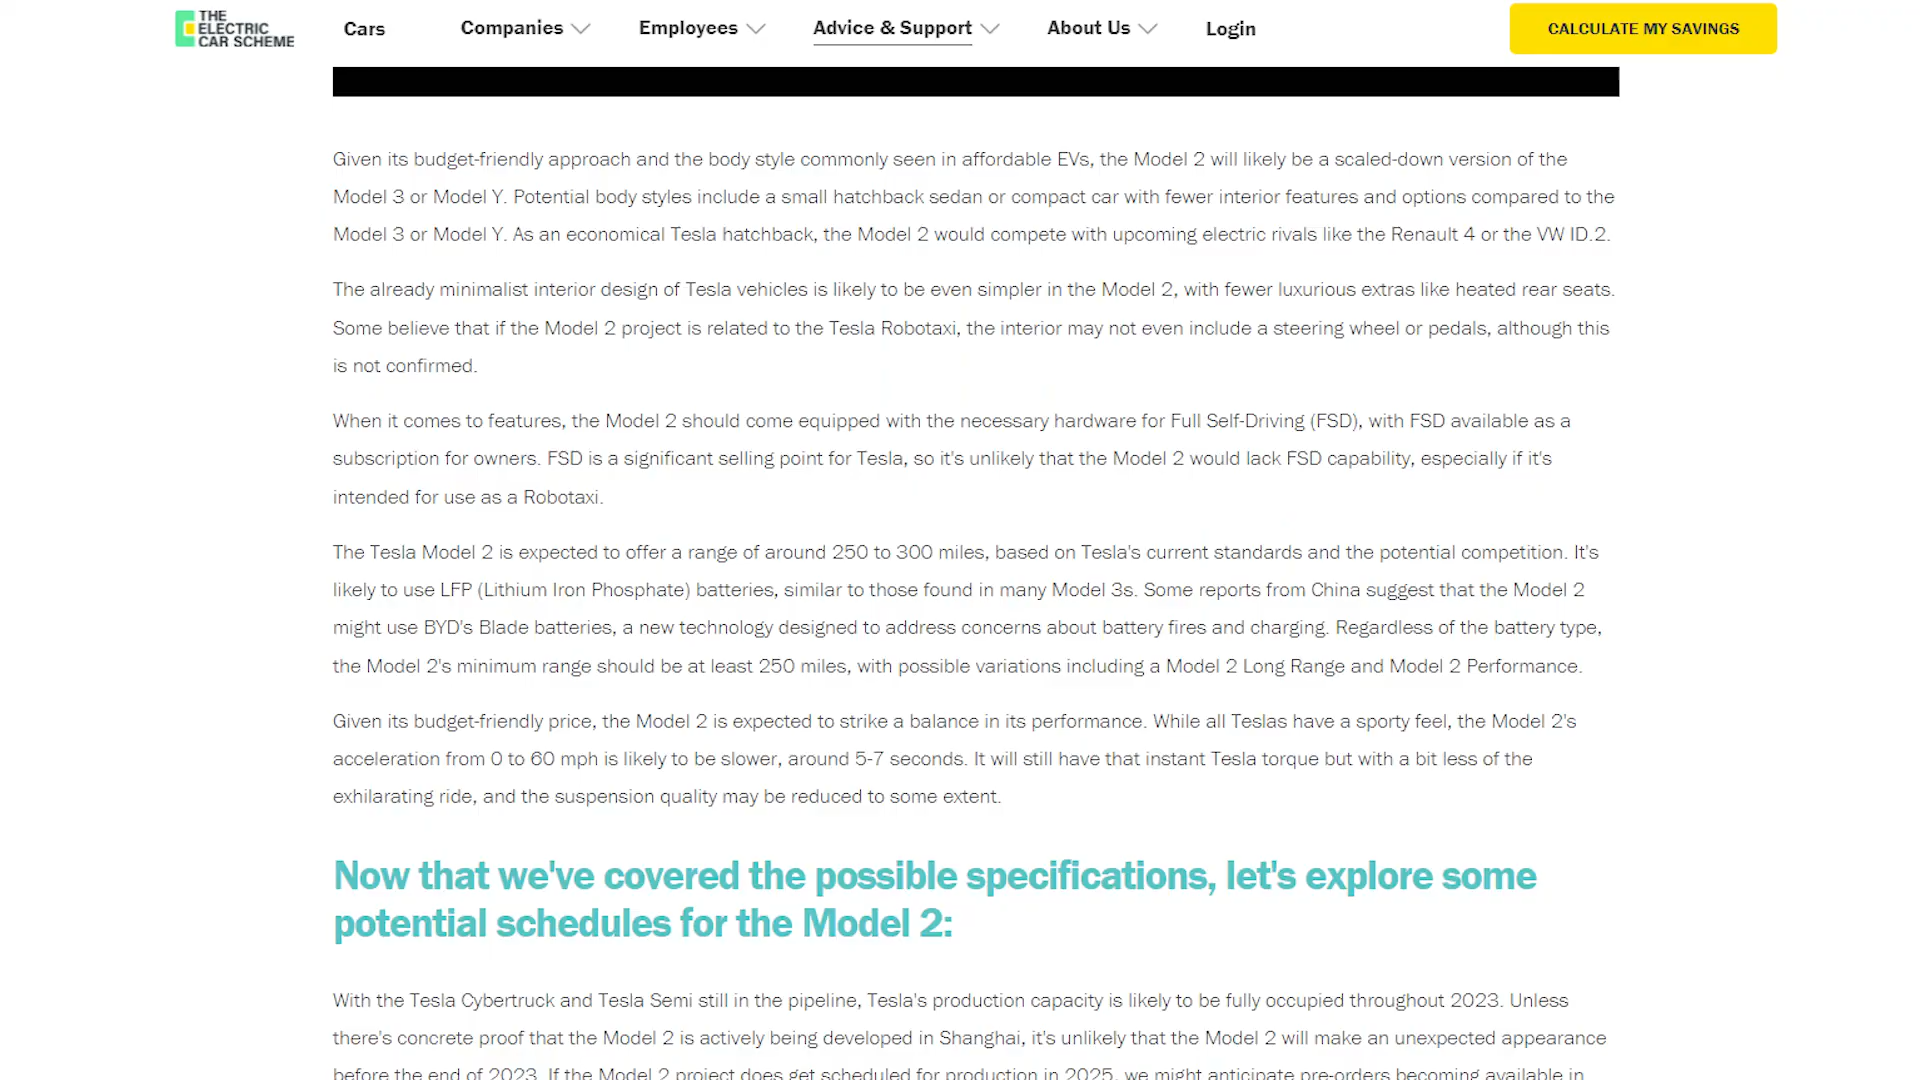 THE
ELECTRIC
CAR SCHEME
Cars
Companies
Employees
Advice & Support
About Us
Login
CALCULATE MY SAVINGS
Given its budget-friendly approach and the body style commonly seen in affordable EVs, the Model 2 will likely be a scaled-down version of the
Model 3 or Model Y. Potential body styles include a small hatchback sedan or compact car with fewer interior features and options compared to the
Model 3 or Model Y. As an economical Tesla hatchback, the Model 2 would compete with upcoming electric rivals like the Renault 4 or the VW ID.2.
The already minimalist interior design of Tesla vehicles is likely to be even simpler in the Model 2, with fewer luxurious extras like heated rear seats.
Some believe that if the Model 2 project is related to the Tesla Robotaxi, the interior may not even include a steering wheel or pedals, although this
is not confirmed.
When it comes to features, the Model 2 should come equipped with the necessary hardware for Full Self-Driving (FSD), with FSD available as a
subscription for owners. FSD is a significant selling point for Tesla, so it's unlikely that the Model 2 would lack FSD capability, especially if it's
intended for use as a Robotaxi.
The Tesla Model 2 is expected to offer a range of around 250 to 300 miles, based on Tesla's current standards and the potential competition. It's
likely to use LFP (Lithium Iron Phosphate) batteries, similar to those found in many Model 3s. Some reports from China suggest that the Model 2
might use BYD's Blade batteries, a new technology designed to address concerns about battery fires and charging. Regardless of the battery type,
the Model 2's minimum range should be at least 250 miles, with possible variations including a Model 2 Long Range and Model 2 Performance.
Given its budget-friendly price, the Model 2 is expected to strike a balance in its performance. While all Teslas have a sporty feel, the Model 2's
acceleration from 0 to 60 mph is likely to be slower, around 5-7 seconds. It will still have that instant Tesla torque but with a bit less of the
exhilarating ride, and the suspension quality may be reduced to some extent.
Now that we've covered the possible specifications, let's explore some
potential schedules for the Model 2:
With the Tesla Cybertruck and Tesla Semi still in the pipeline, Tesla's production capacity is likely to be fully occupied throughout 2023. Unless
there's concrete proof that the Model 2 is actively being developed in Shanghai, it's unlikely that the Model 2 will make an unexpected appearance
before the end of 2023. If the Model 2 project does get scheduled for production in 2025, we might anticipate pre-orders becoming available in